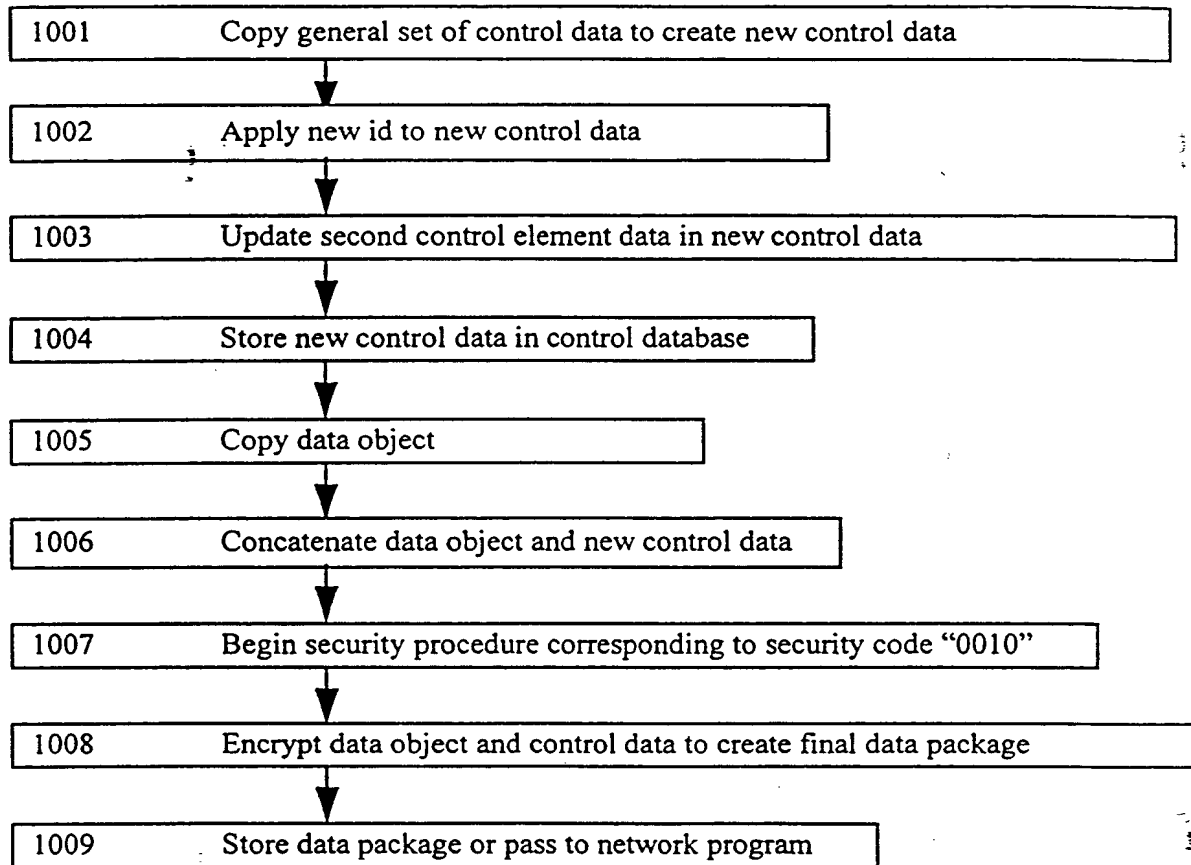 1001 Copy general set of control data to create new control data
1002 Apply new id to new control data
1003 Update second control element data in new control data
1004 Store new control data in control database
1005 Copy data object
1006 Concatenate data object and new control data
1007 Begin security procedure corresponding to security code “0010”
1008 Encrypt data object and control data to create final data package
1009 Store data package or pass to network program